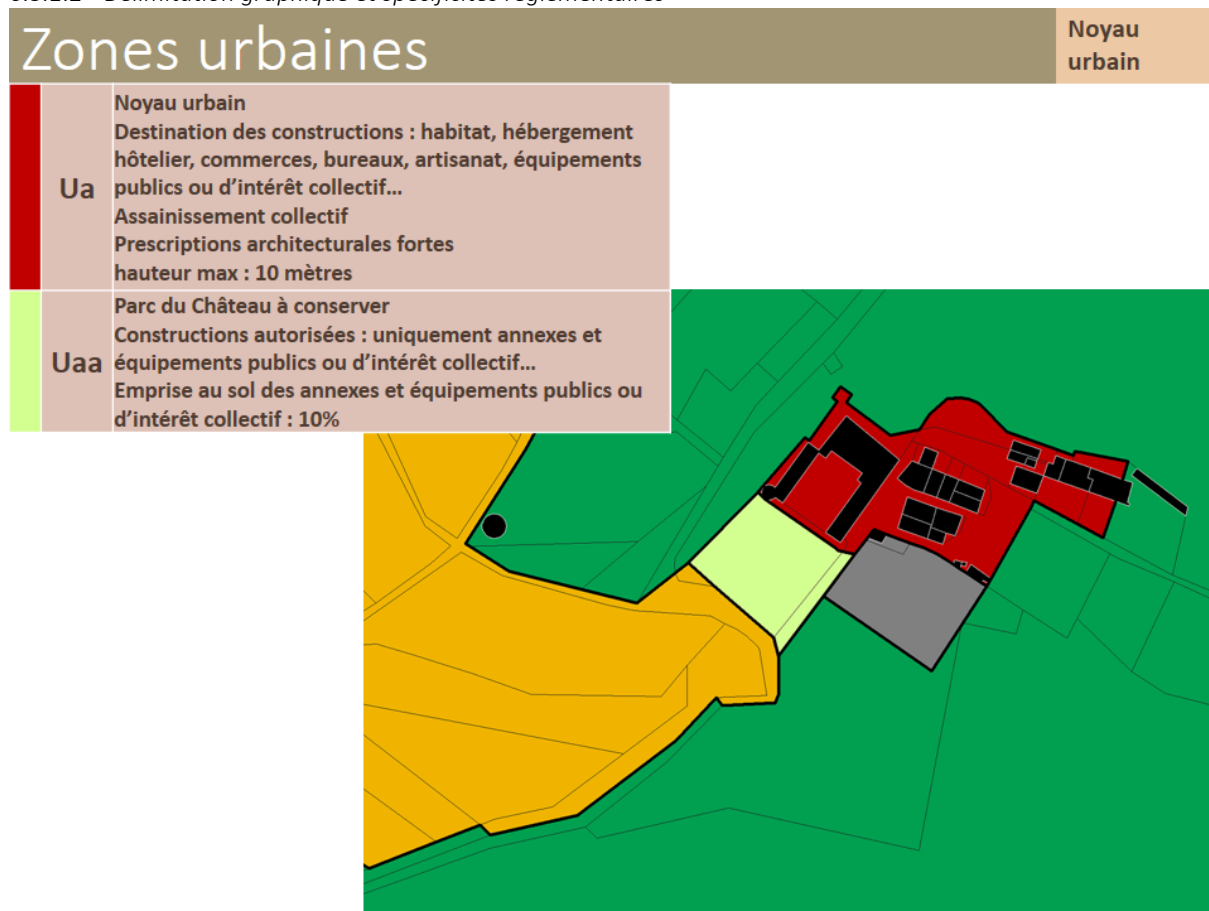 Zones urbaines
Noyau
urbain
Ua
Noyau urbain
Destination des constructions : habitat, hébergement
hôtelier, commerces, bureaux, artisanat, équipements
publics ou d’intérêt collectif…
Assainissement collectif
Prescriptions architecturales fortes
hauteur max : 10 mètres
Uaa
Parc du Château à conserver
Constructions autorisées : uniquement annexes et
équipements publics ou d’intérêt collectif…
Emprise au sol des annexes et équipements publics ou
d’intérêt collectif : 10%